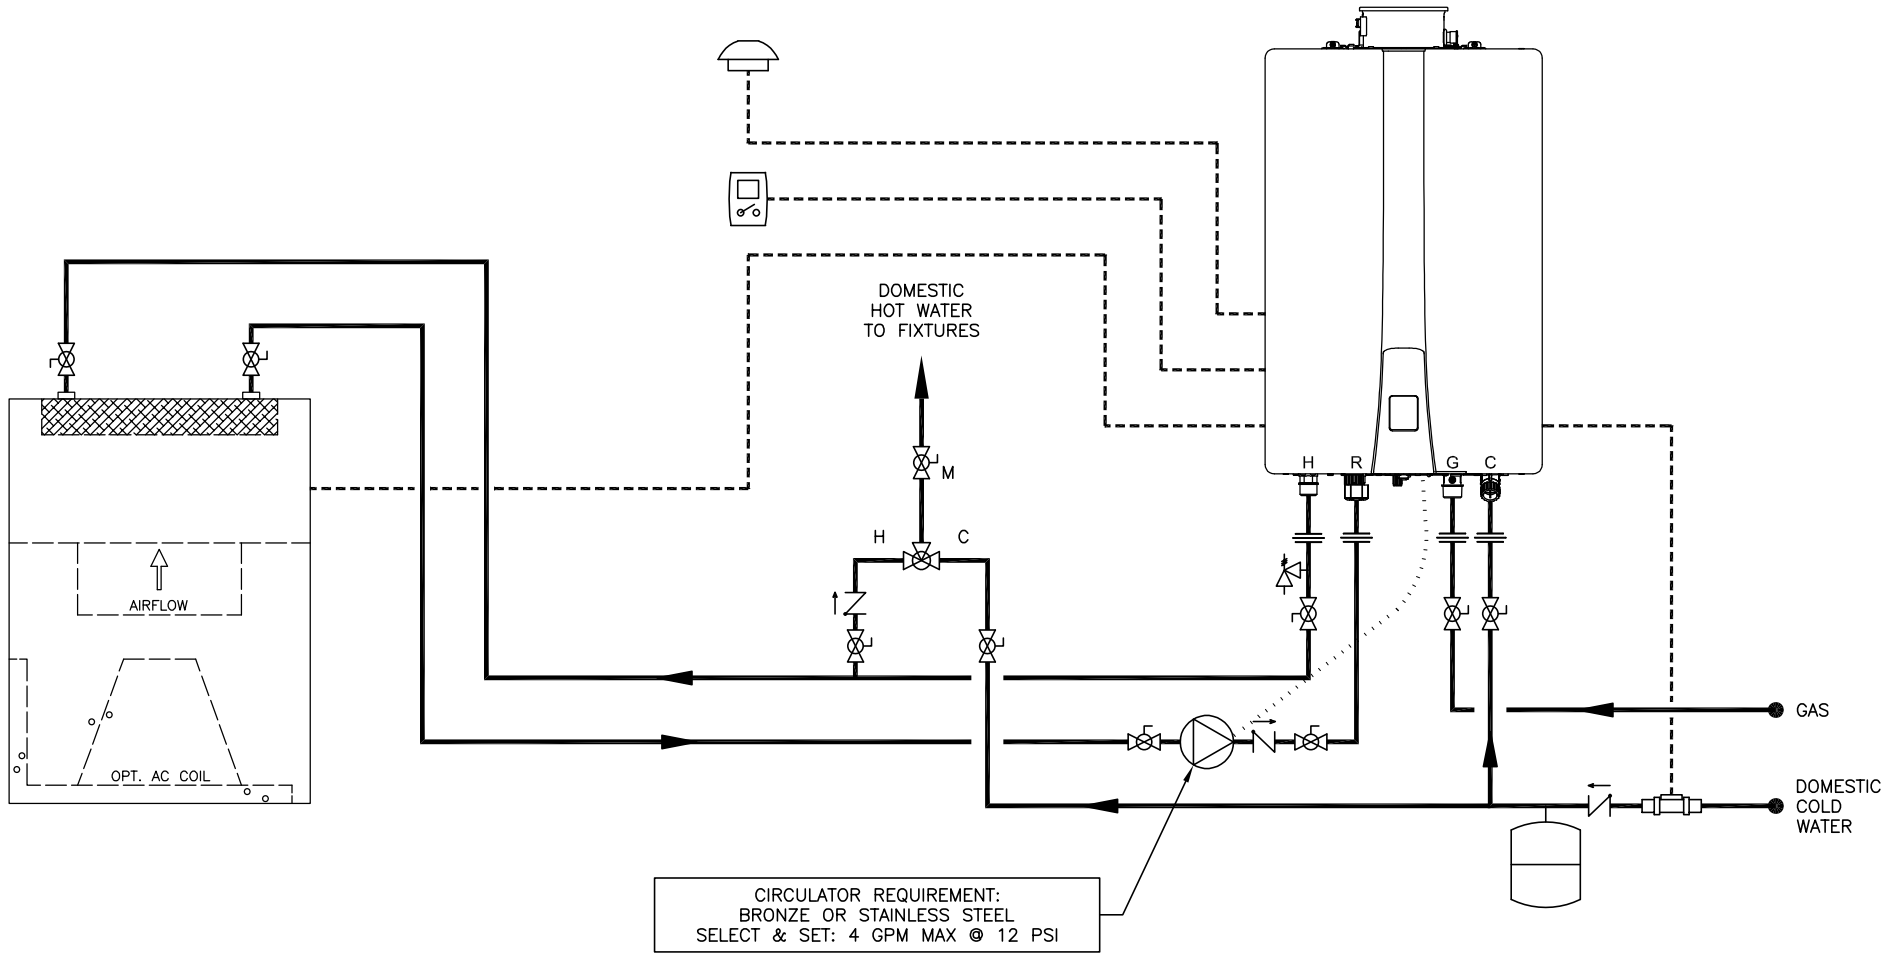 DOMESTIC
HOT WATER
TO FIXTURES
H R G C
M
H C
AIRFLOW
OPT. AC COIL
GAS
DOMESTIC
COLD
WATER
CIRCULATOR REQUIREMENT:
BRONZE OR STAINLESS STEEL
SELECT & SET: 4 GPM MAX @ 12 PSI